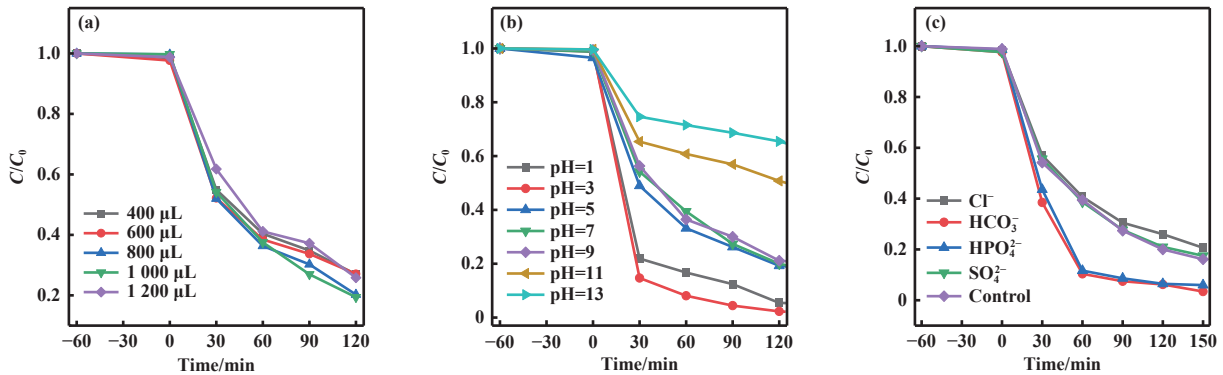 (a)
C/C₀
1.0
0.8
0.6
0.4
0.2
400 μL
600 μL
800 μL
1 000 μL
1 200 μL
−60 −30 0 30 60 90 120
Time/min
(b)
C/C₀
1.0
0.8
0.6
0.4
0.2
0
pH=1
pH=3
pH=5
pH=7
pH=9
pH=11
pH=13
−60 −30 0 30 60 90 120
Time/min
(c)
C/C₀
1.0
0.8
0.6
0.4
0.2
0
Cl⁻
HCO₃⁻
HPO₄²⁻
SO₄²⁻
Control
−60 −30 0 30 60 90 120 150
Time/min